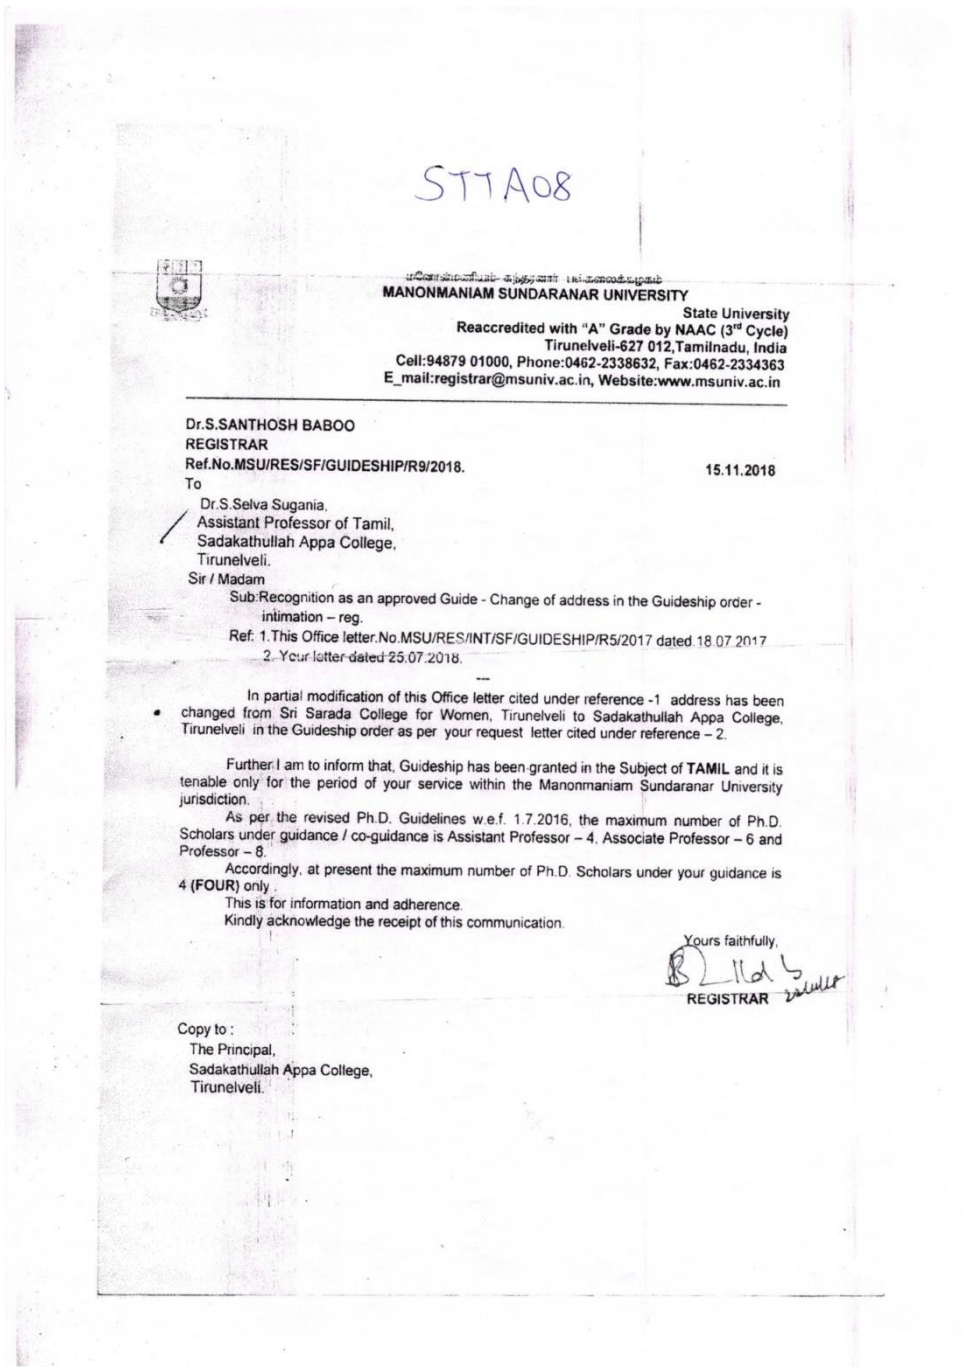 STTA08
மனோன்மணியம் சுந்தரனார் பல்கலைக்கழகம்
MANONMANIAM SUNDARANAR UNIVERSITY
State University
Reaccredited with "A" Grade by NAAC (3rd Cycle)
Tirunelveli-627 012,Tamilnadu, India
Cell:94879 01000, Phone:0462-2338632, Fax:0462-2334363
E_mail:registrar@msuniv.ac.in, Website:www.msuniv.ac.in
Dr.S.SANTHOSH BABOO
REGISTRAR
Ref.No.MSU/RES/SF/GUIDESHIP/R9/2018. 15.11.2018
To
Dr.S.Selva Sugania,
Assistant Professor of Tamil,
Sadakathullah Appa College,
Tirunelveli.
Sir / Madam
Sub:Recognition as an approved Guide - Change of address in the Guideship order -
intimation – reg.
Ref: 1.This Office letter.No.MSU/RES/INT/SF/GUIDESHIP/R5/2017 dated 18.07.2017
2. Your letter dated 25.07.2018.
---
In partial modification of this Office letter cited under reference -1 address has been
changed from Sri Sarada College for Women, Tirunelveli to Sadakathullah Appa College,
Tirunelveli in the Guideship order as per your request letter cited under reference – 2.
Further I am to inform that, Guideship has been granted in the Subject of TAMIL and it is
tenable only for the period of your service within the Manonmaniam Sundaranar University
jurisdiction.
As per the revised Ph.D. Guidelines w.e.f. 1.7.2016, the maximum number of Ph.D.
Scholars under guidance / co-guidance is Assistant Professor – 4, Associate Professor – 6 and
Professor – 8.
Accordingly, at present the maximum number of Ph.D. Scholars under your guidance is
4 (FOUR) only .
This is for information and adherence.
Kindly acknowledge the receipt of this communication.
Yours faithfully,
REGISTRAR
Copy to :
The Principal,
Sadakathullah Appa College,
Tirunelveli.